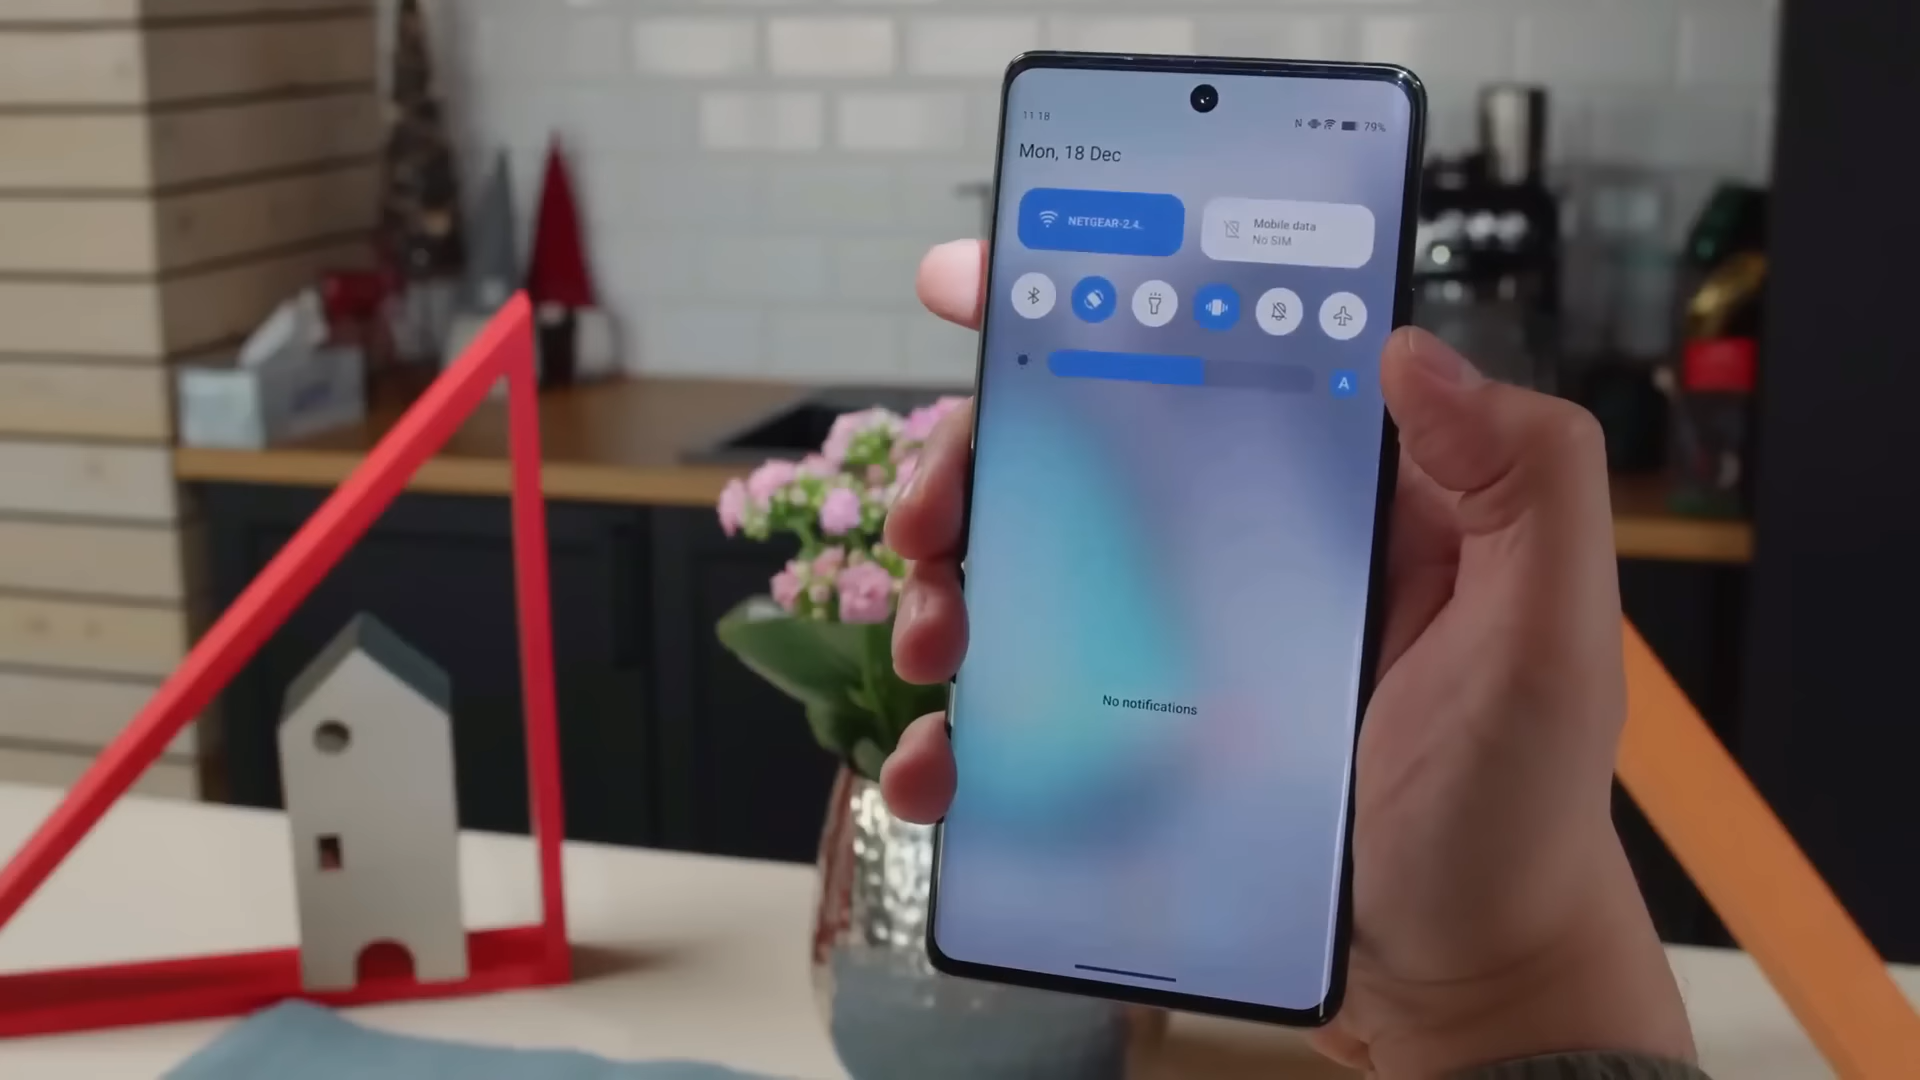 11 18
N 79%
Mon, 18 Dec
NETGEAR-2.4..
Mobile data
No SIM
A
No notifications